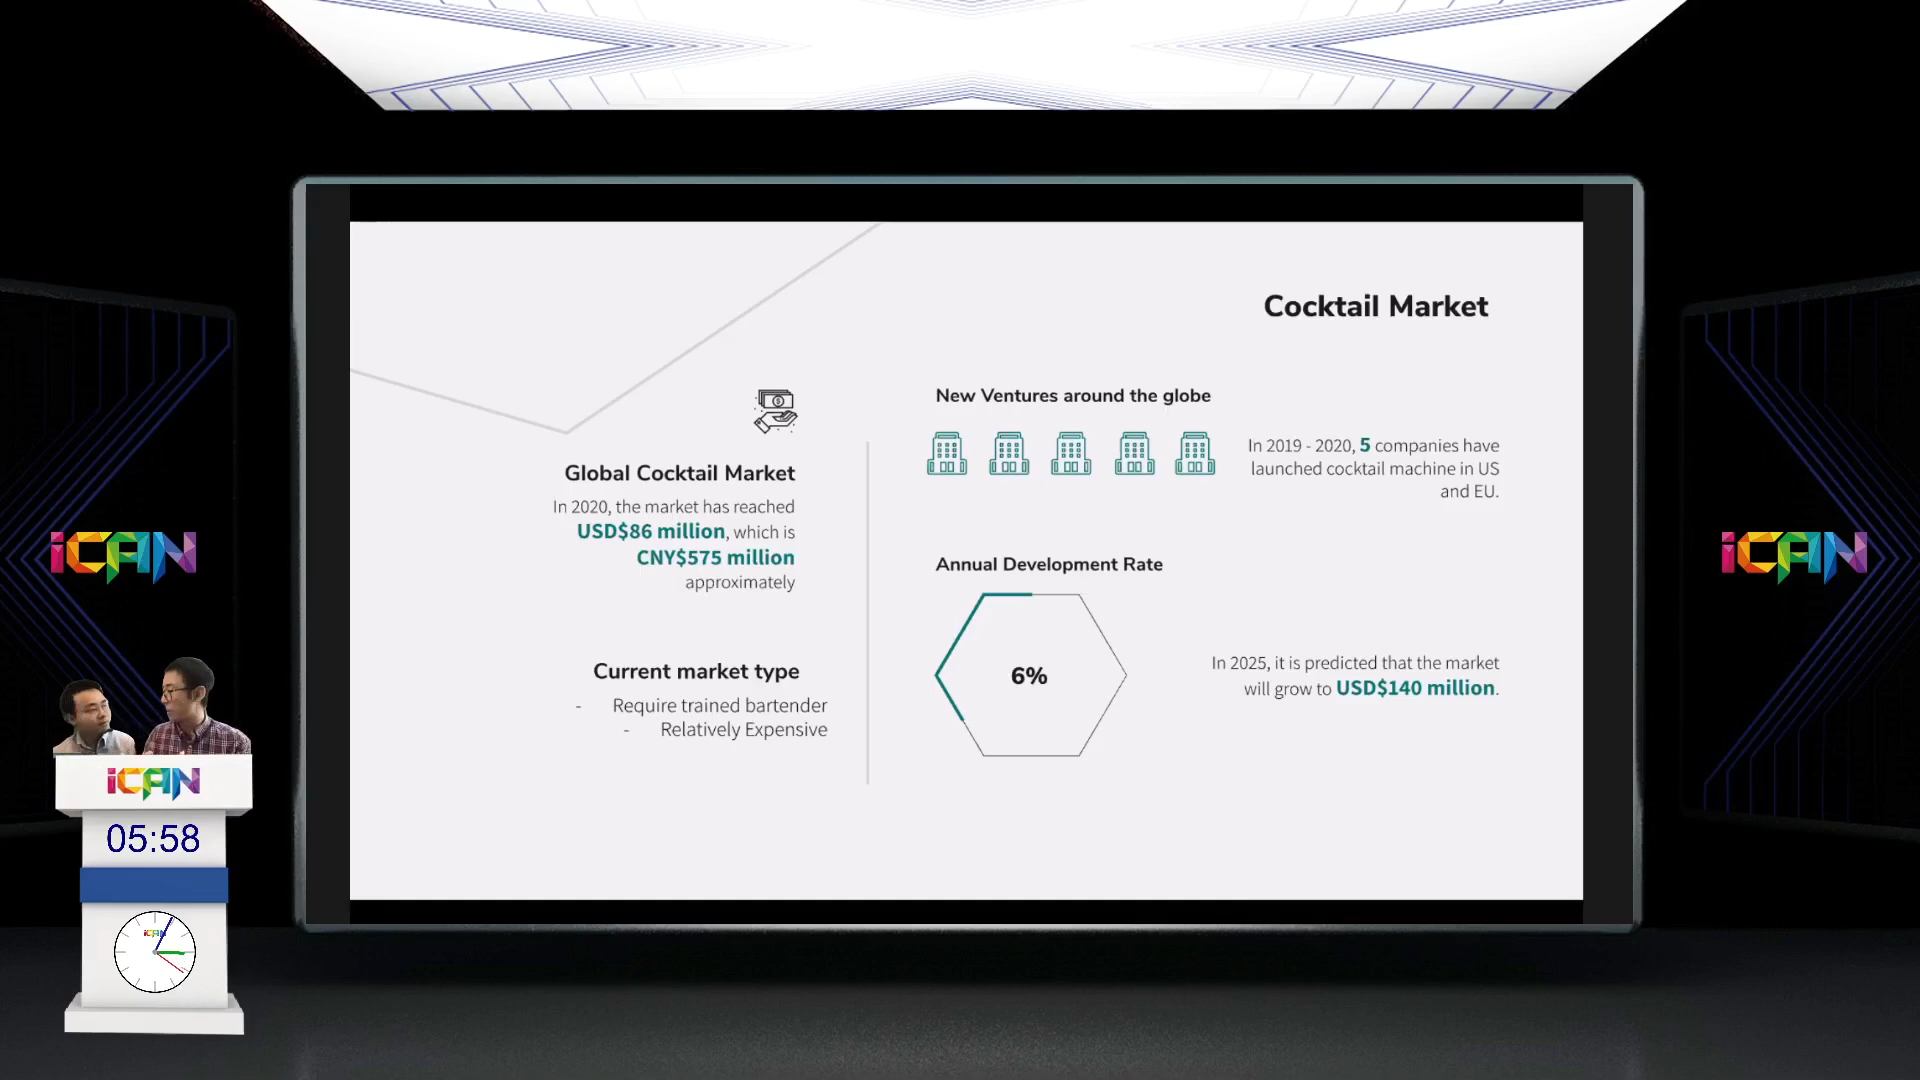 Cocktail Market
Global Cocktail Market
In 2020, the market has reached
USD$86 million, which is
CNY$575 million
approximately
Current market type
- Require trained bartender
- Relatively Expensive
New Ventures around the globe
In 2019 - 2020, 5 companies have
launched cocktail machine in US
and EU.
Annual Development Rate
6%
In 2025, it is predicted that the market
will grow to USD$140 million.
iCAN
iCAN
iCAN
05:58
iCAN